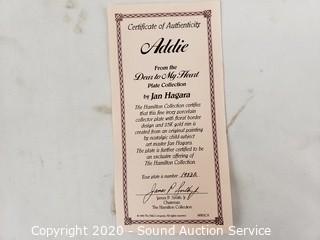 Certificate of Authenticity
Addie
From the
Dear to My Heart
Plate Collection
by Jan Hagara
The Hamilton Collection certifies
that this fine ivory porcelain
collector plate with floral border
design and 23K gold rim is
created from an original painting
by nostalgic child-subject
art master Jan Hagara.
The plate is further certified to be
an exclusive offering of
The Hamilton Collection.
Your plate is number
James P. Smith, Jr.
Chairman
The Hamilton Collection
Copyright © 2020 - Sound Auction Service